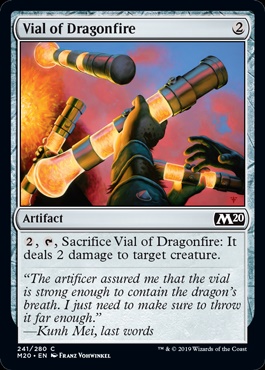 Vial of Dragonfire 2
Artifact M20
2, T, Sacrifice Vial of Dragonfire: It
deals 2 damage to target creature.
“The artificer assured me that the vial
is strong enough to contain the dragon's
breath. I just need to make sure to throw
it far enough.”
—Kunh Mei, last words
241/280 C
M20 • EN Franz Vohwinkel
™ & © 2019 Wizards of the Coast